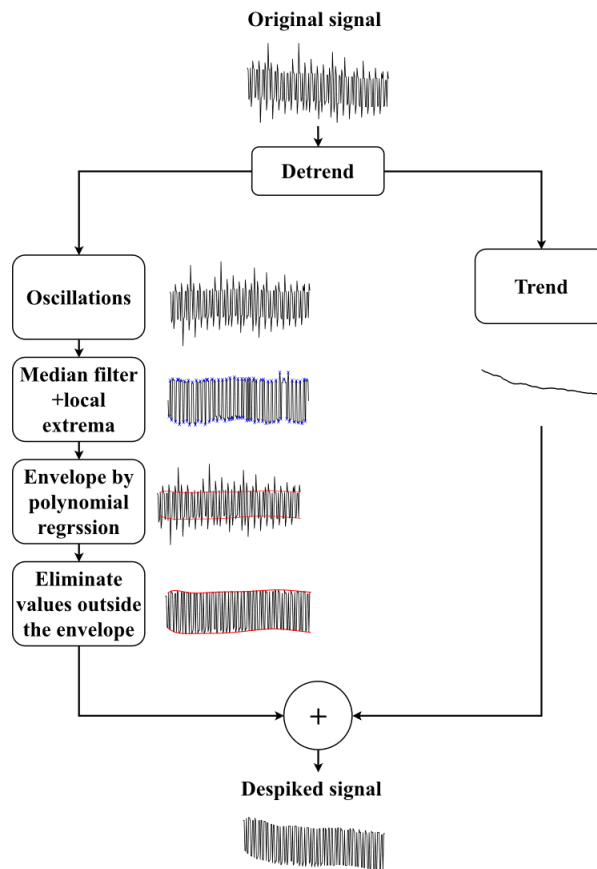 Original signal
Detrend
Oscillations
Trend
Median filter
+local
extrema
Envelope by
polynomial
regrssion
Eliminate
values outside
the envelope
+
Despiked signal